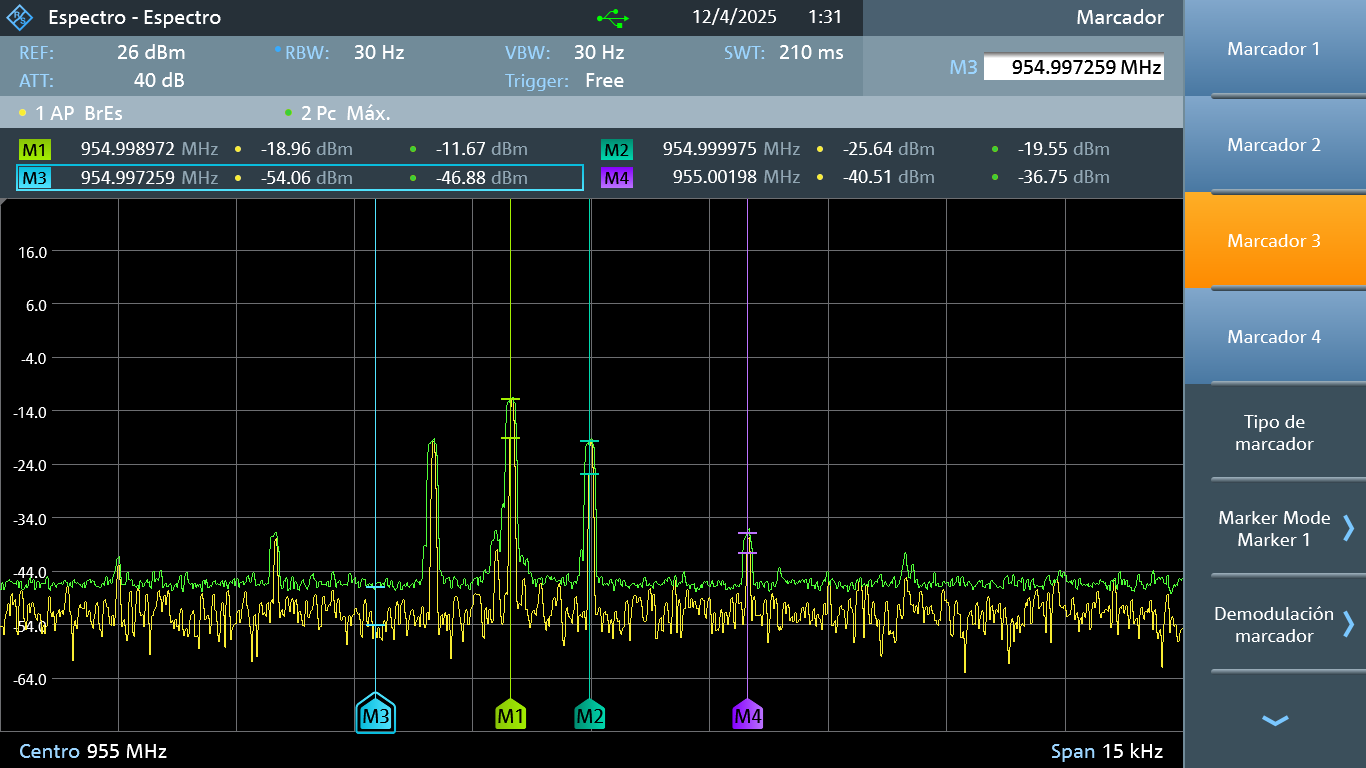 Espectro - Espectro 12/4/2025 1:31 Marcador
REF: 26 dBm RBW: 30 Hz VBW: 30 Hz SWT: 210 ms
M3 954.997259 MHz
ATT: 40 dB Trigger: Free
1 AP BrEs 2 Pc Máx.
M1 954.998972 MHz -18.96 dBm -11.67 dBm M2 954.999975 MHz -25.64 dBm -19.55 dBm
M3 954.997259 MHz -54.06 dBm -46.88 dBm M4 955.00198 MHz -40.51 dBm -36.75 dBm
16.0
6.0
-4.0
-14.0
-24.0
-34.0
-44.0
-54.0
-64.0
M3 M1 M2 M4
Centro 955 MHz Span 15 kHz
Marcador 1
Marcador 2
Marcador 3
Marcador 4
Tipo de
marcador
Marker Mode
Marker 1
Demodulación
marcador